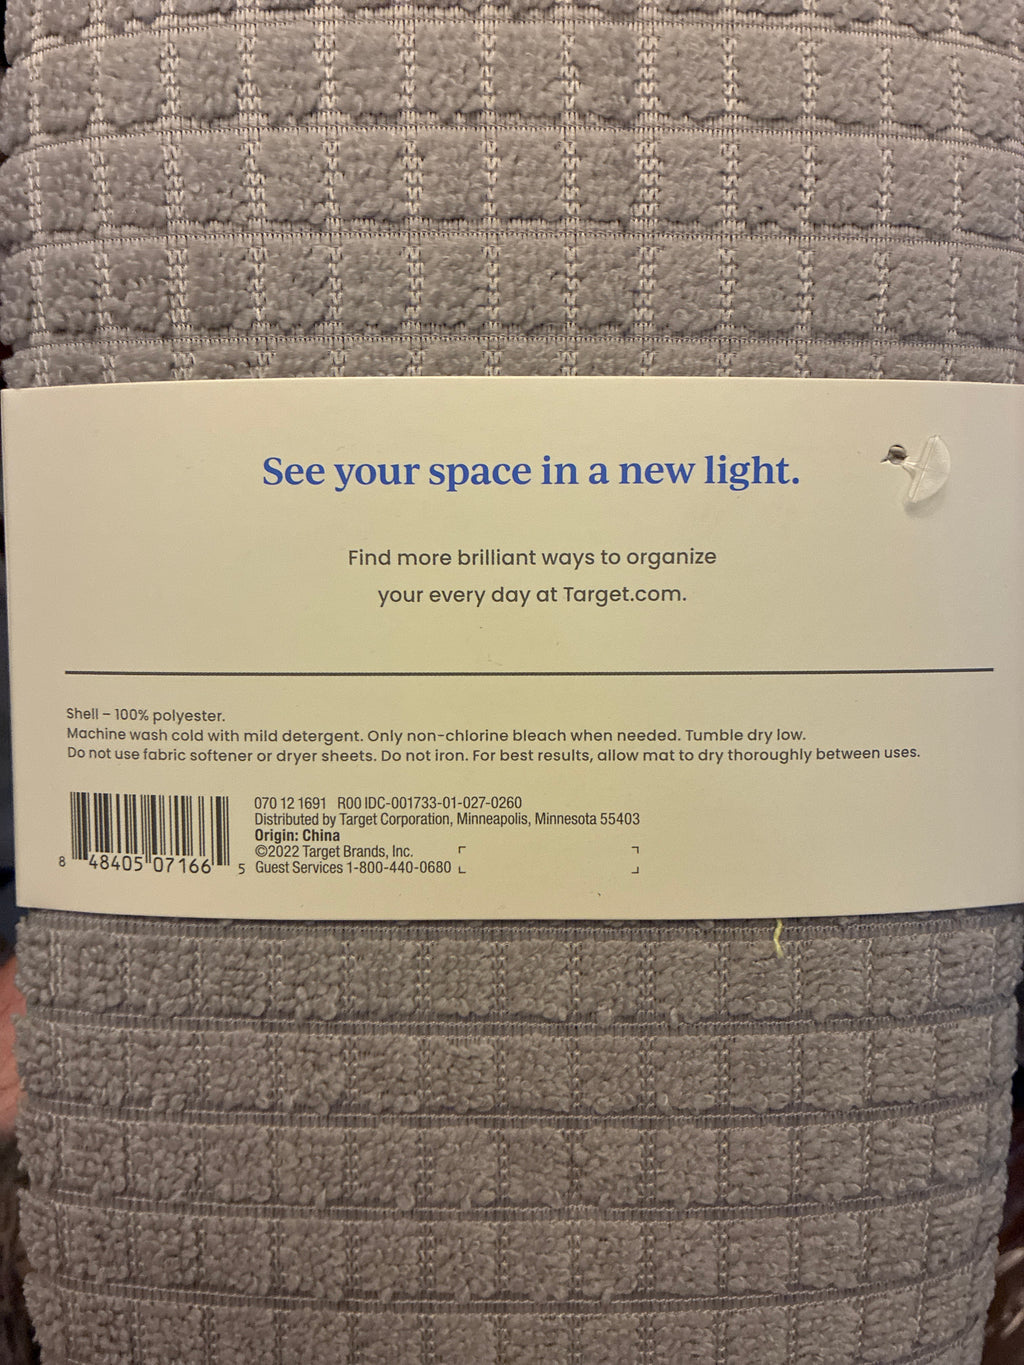 See your space in a new light.
Find more brilliant ways to organize
your every day at Target.com.
Shell – 100% polyester.
Machine wash cold with mild detergent. Only non-chlorine bleach when needed. Tumble dry low.
Do not use fabric softener or dryer sheets. Do not iron. For best results, allow mat to dry thoroughly between uses.
070 12 1691 R00 IDC-001733-01-027-0260
Distributed by Target Corporation, Minneapolis, Minnesota 55403
Origin: China
©2022 Target Brands, Inc.
Guest Services 1-800-440-0680
8 48405 07166 5